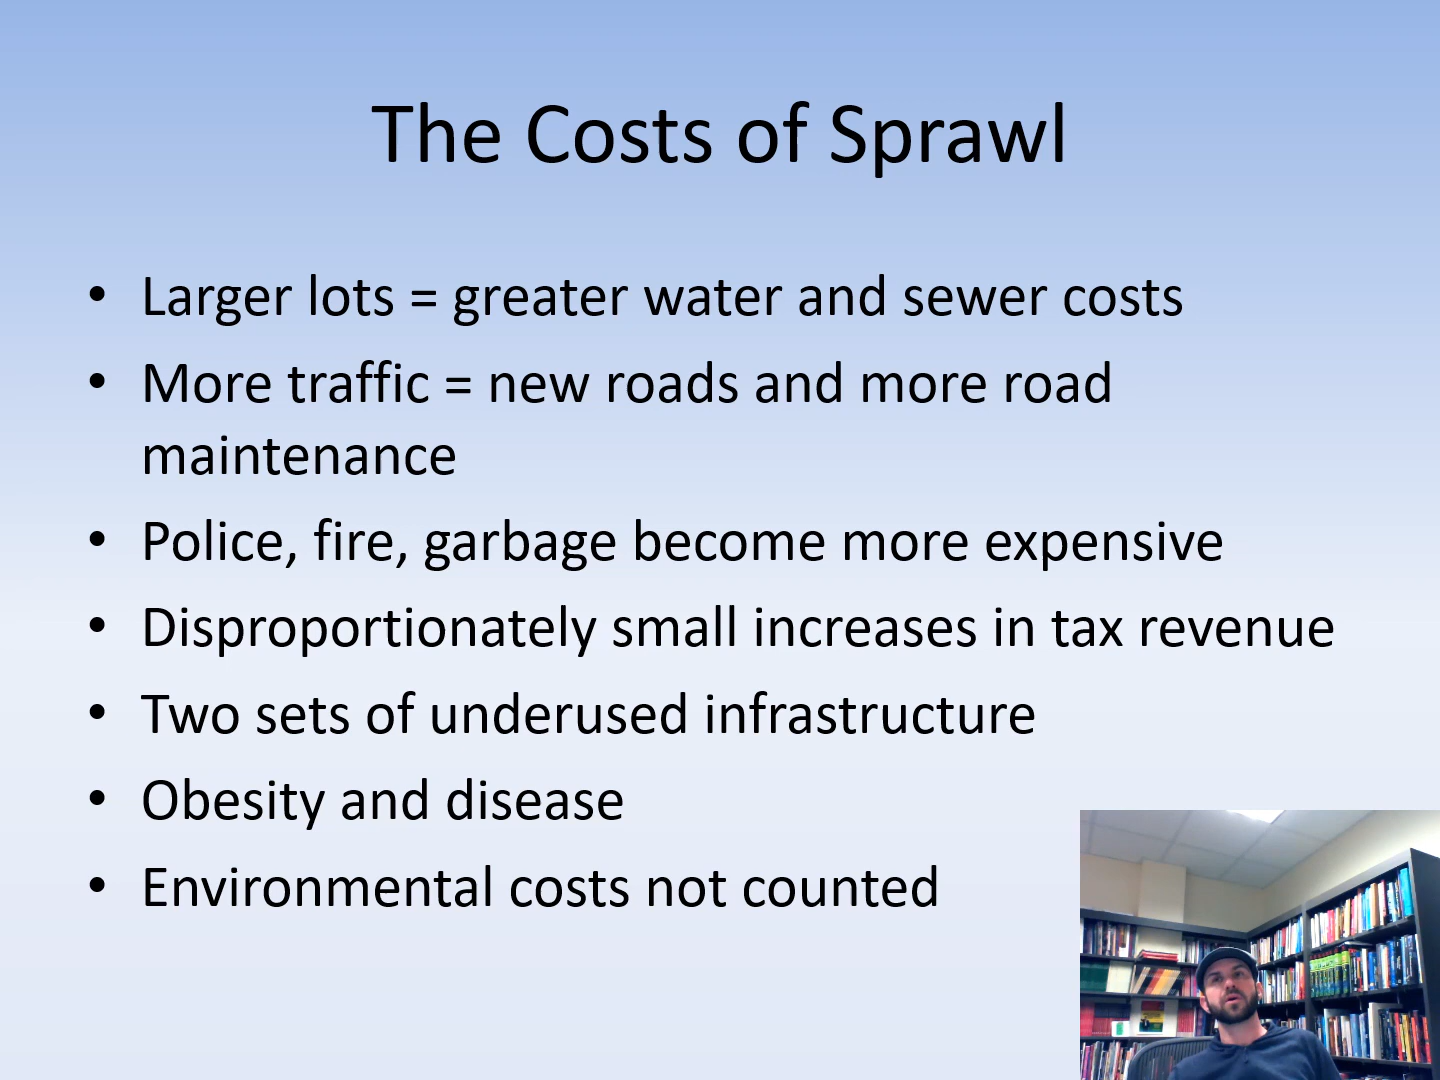 The Costs of Sprawl
• Larger lots = greater water and sewer costs
• More traffic = new roads and more road
maintenance
• Police, fire, garbage become more expensive
• Disproportionately small increases in tax revenue
• Two sets of underused infrastructure
• Obesity and disease
• Environmental costs not counted